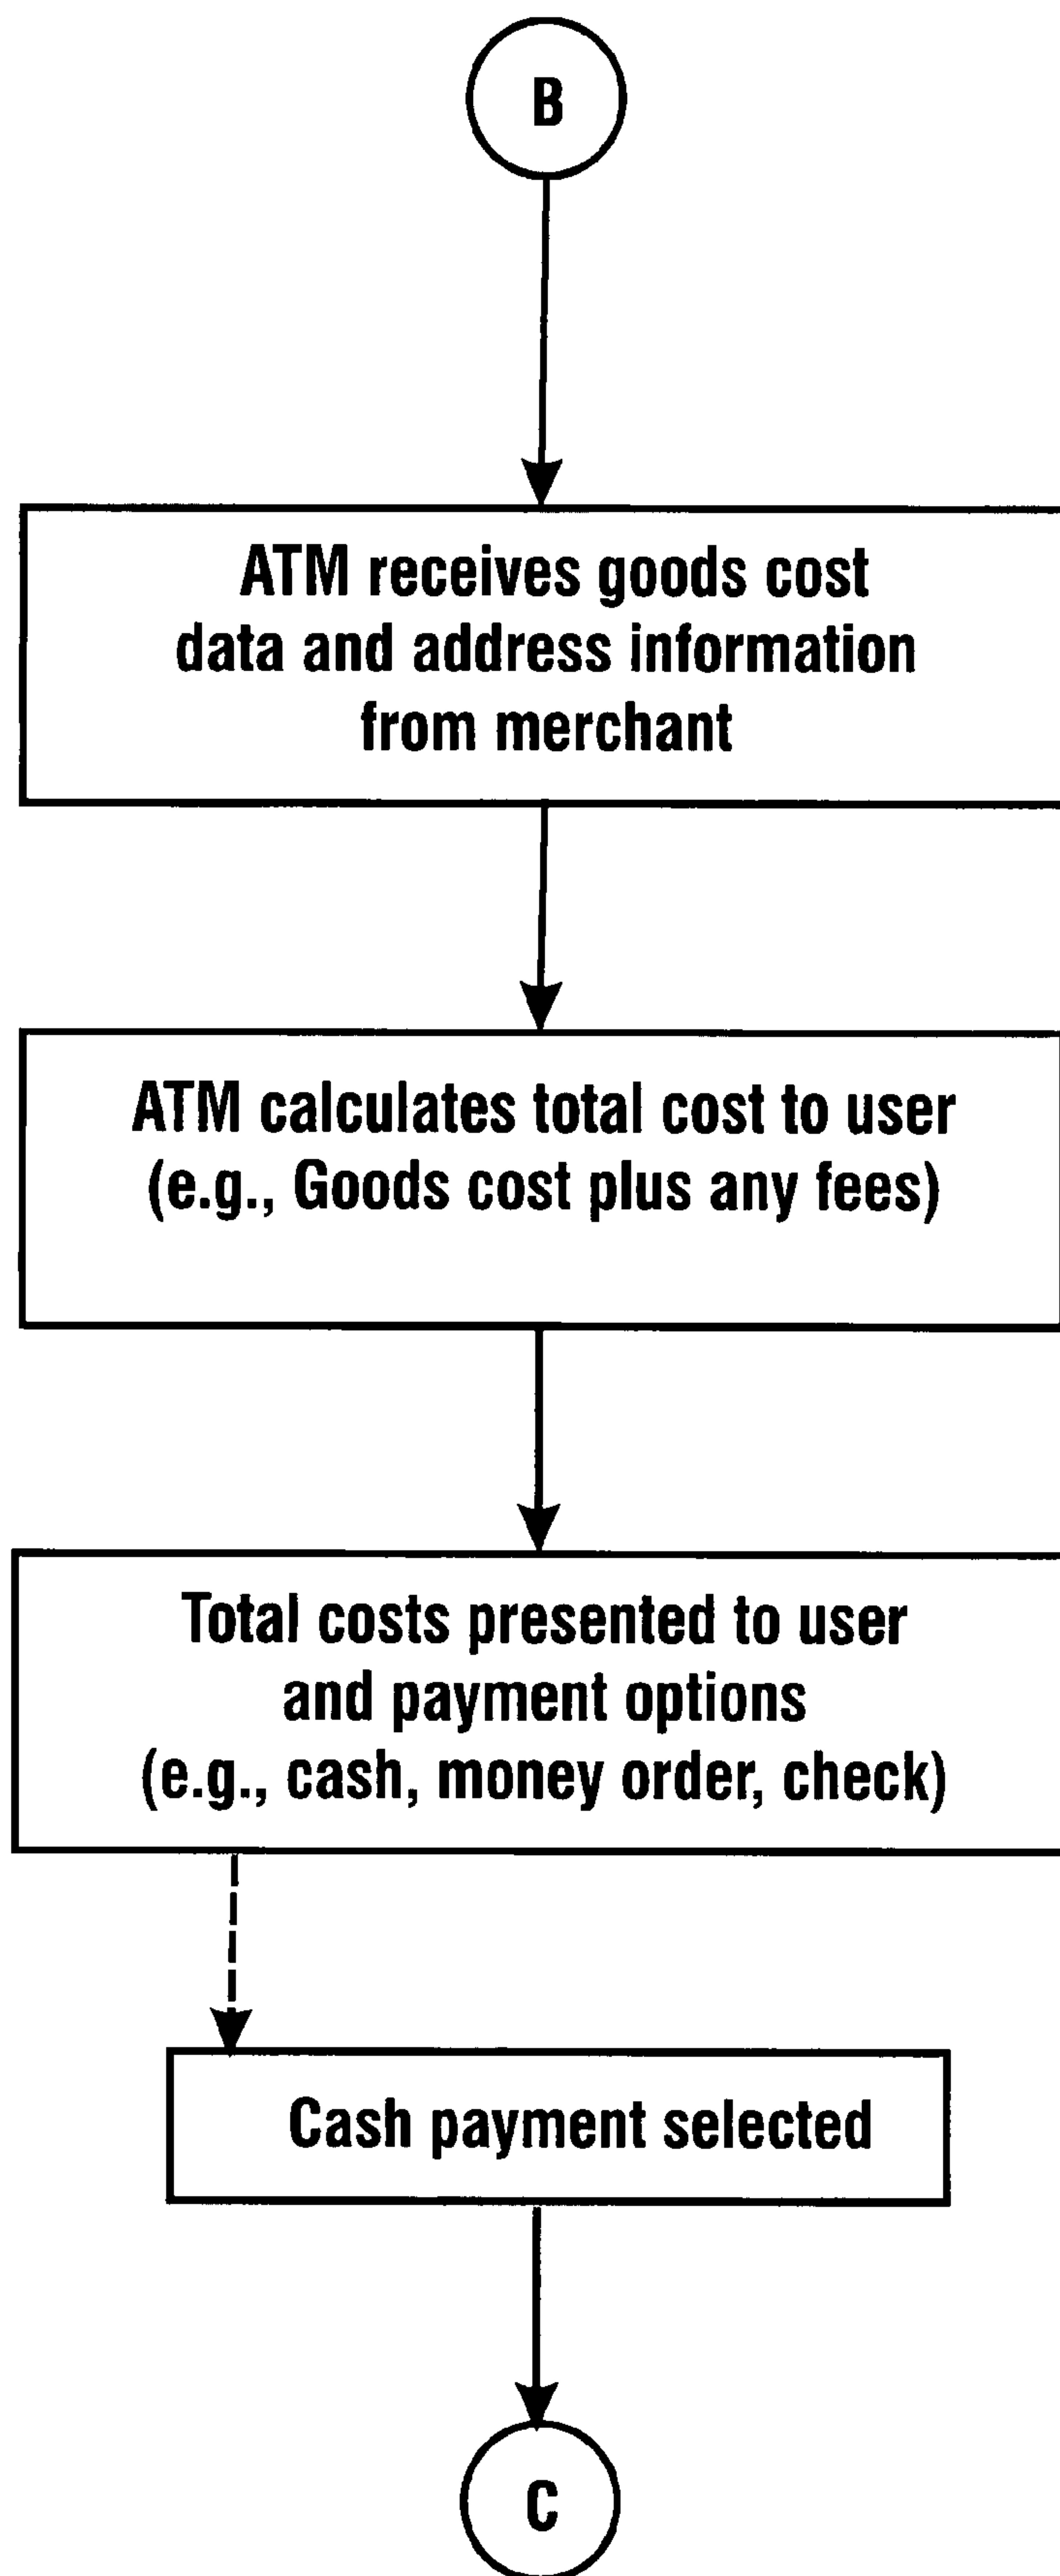 B
ATM receives goods cost
data and address information
from merchant
ATM calculates total cost to user
(e.g., Goods cost plus any fees)
Total costs presented to user
and payment options
(e.g., cash, money order, check)
Cash payment selected
C